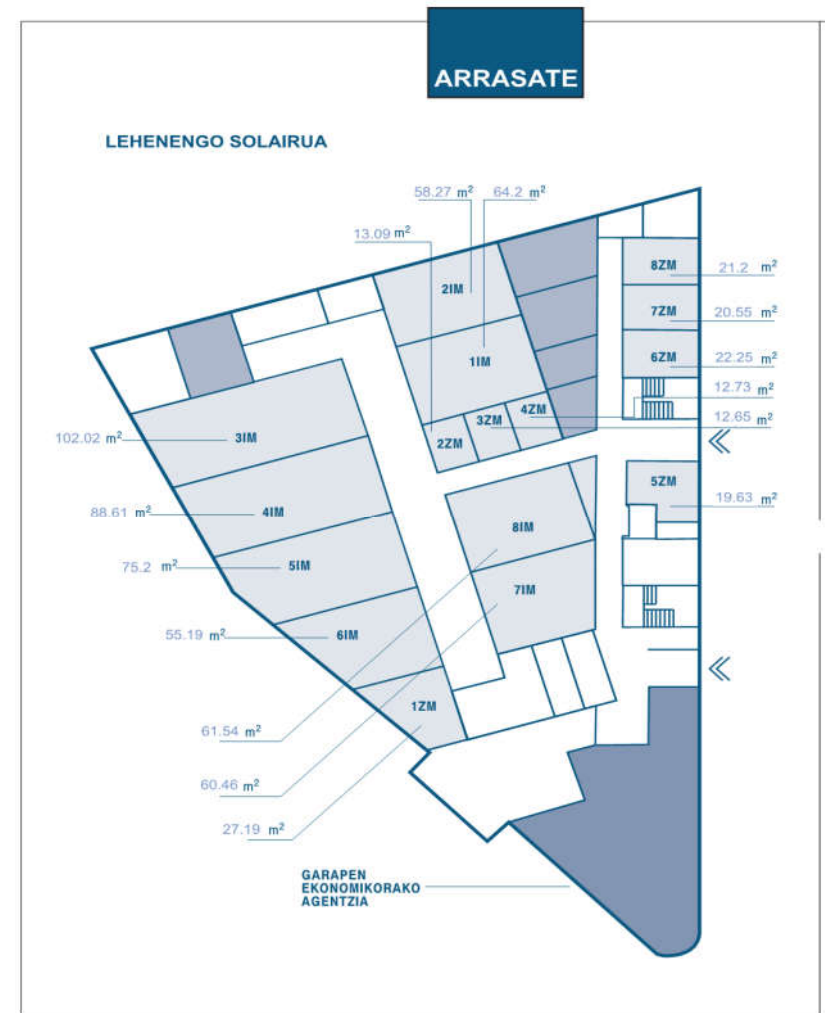 ARRASATE
LEHENENGO SOLAIRUA
58.27 m²
64.2 m²
13.09 m²
2IM
8ZM
21.2 m²
7ZM
20.55 m²
1IM
6ZM
22.25 m²
12.73 m²
4ZM
3ZM
12.65 m²
2ZM
3IM
102.02 m²
5ZM
19.63 m²
4IM
88.61 m²
8IM
5IM
75.2 m²
7IM
6IM
55.19 m²
1ZM
61.54 m²
60.46 m²
27.19 m²
GARAPEN
EKONOMIKORAKO
AGENTZIA